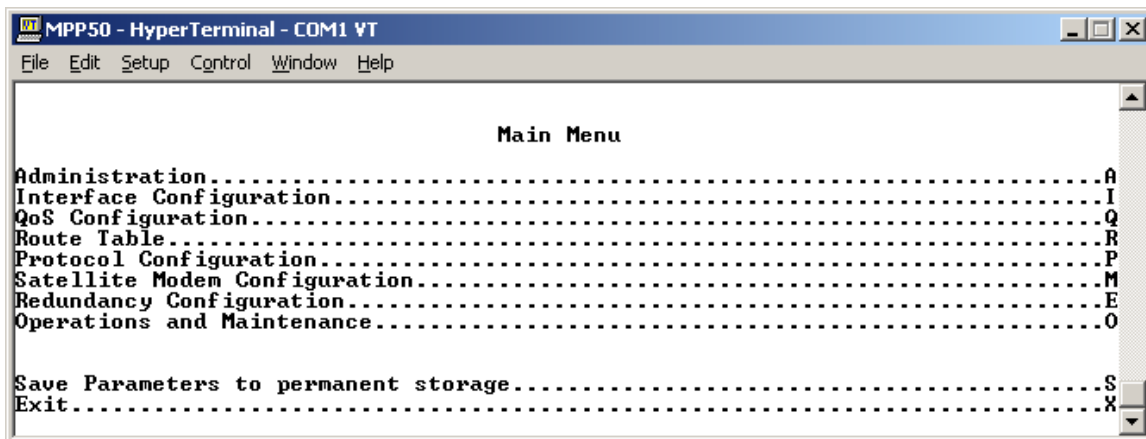 MPP50 - HyperTerminal - COM1 VT
File Edit Setup Control Window Help
Main Menu
Administration.................................................................A
Interface Configuration........................................................I
QoS Configuration..............................................................Q
Route Table....................................................................R
Protocol Configuration.........................................................P
Satellite Modem Configuration..................................................M
Redundancy Configuration.......................................................E
Operations and Maintenance.....................................................O
Save Parameters to permanent storage...........................................S
Exit...........................................................................X